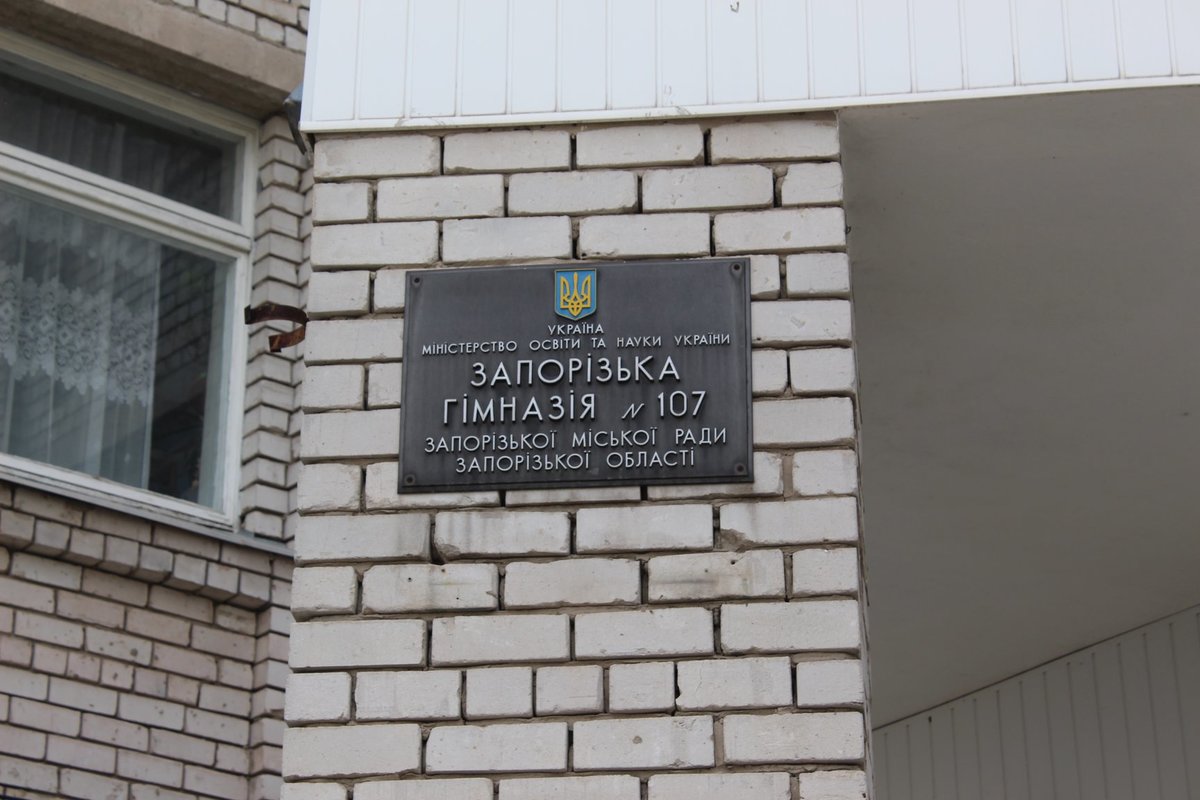 УКРАЇНА
МІНІСТЕРСТВО ОСВІТИ ТА НАУКИ УКРАЇНИ
ЗАПОРІЗЬКА
ГІМНАЗІЯ № 107
ЗАПОРІЗЬКОЇ МІСЬКОЇ РАДИ
ЗАПОРІЗЬКОЇ ОБЛАСТІ